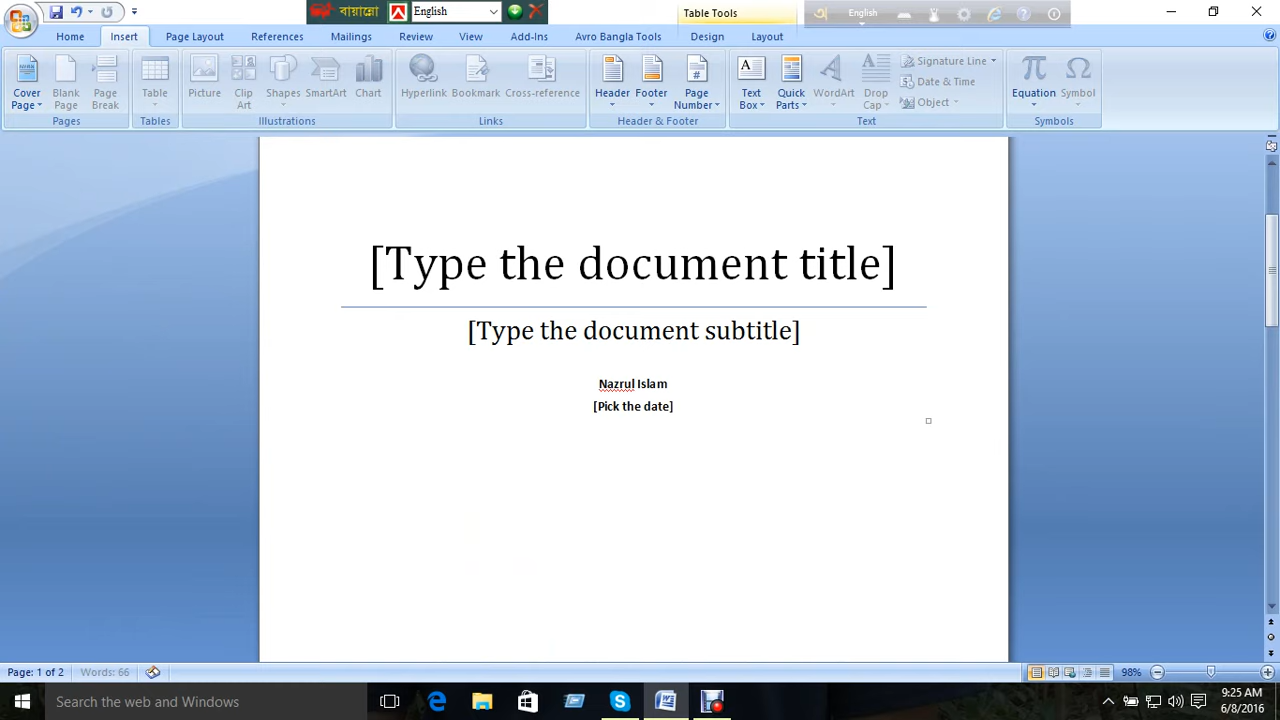 বায়ান্নো English Table Tools English
Home Insert Page Layout References Mailings Review View Add-Ins Avro Bangla Tools Design Layout
Cover Page Blank Page Page Break Table Picture Clip Art Shapes SmartArt Chart Hyperlink Bookmark Cross-reference Header Footer Page Number Text Box Quick Parts WordArt Drop Cap Signature Line Date & Time Object Equation Symbol
Pages Tables Illustrations Links Header & Footer Text Symbols
[Type the document title]
[Type the document subtitle]
Nazrul Islam
[Pick the date]
Page: 1 of 2 Words: 66 98%
Search the web and Windows 9:25 AM
6/8/2016